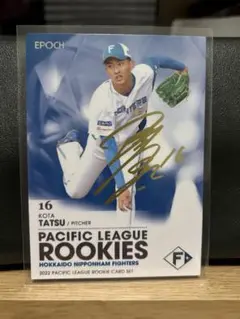 EPOCH
16
KOTA
TATSU / PITCHER
PACIFIC LEAGUE
ROOKIES
HOKKAIDO NIPPONHAM FIGHTERS
2022 PACIFIC LEAGUE ROOKIE CARD SET
F